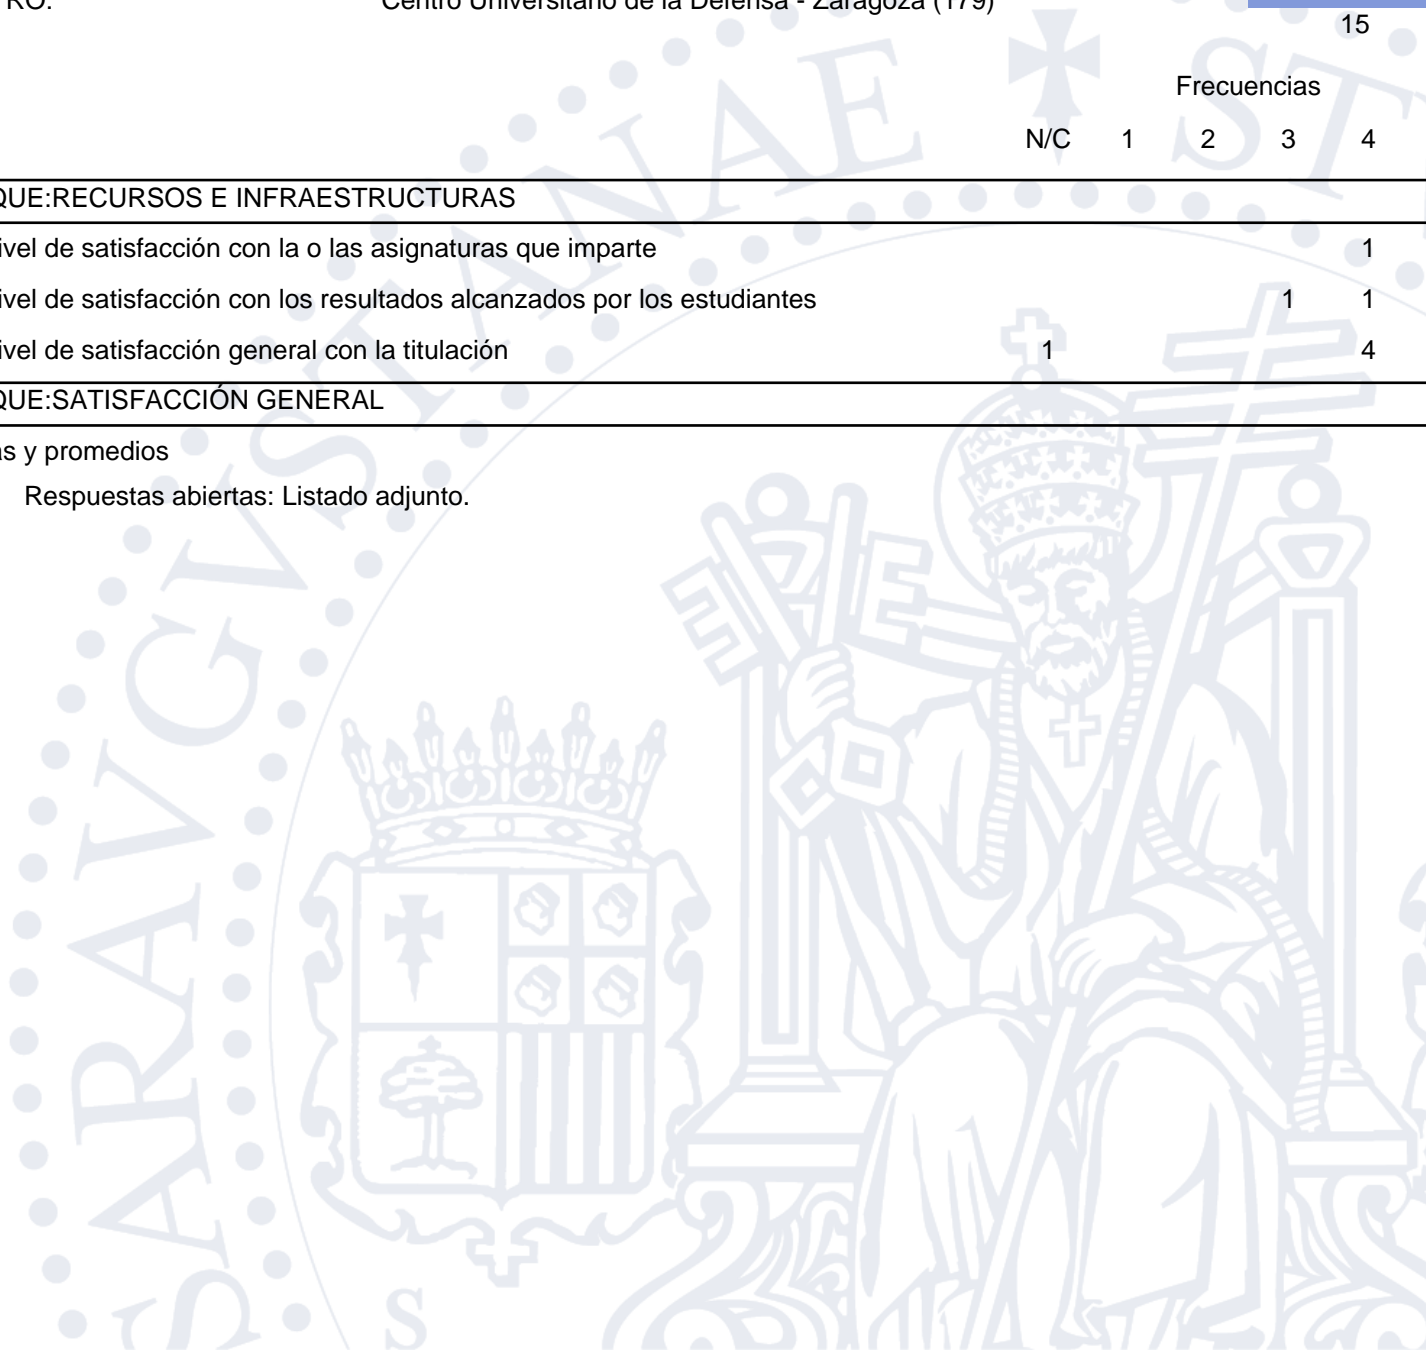 Centro Universitario de la Defensa - Zaragoza (179)
15
Frecuencias
N/C 1 2 3 4
QUE:RECURSOS E INFRAESTRUCTURAS
ivel de satisfacción con la o las asignaturas que imparte 1
ivel de satisfacción con los resultados alcanzados por los estudiantes 1 1
ivel de satisfacción general con la titulación 1 4
QUE:SATISFACCIÓN GENERAL
as y promedios
Respuestas abiertas: Listado adjunto.